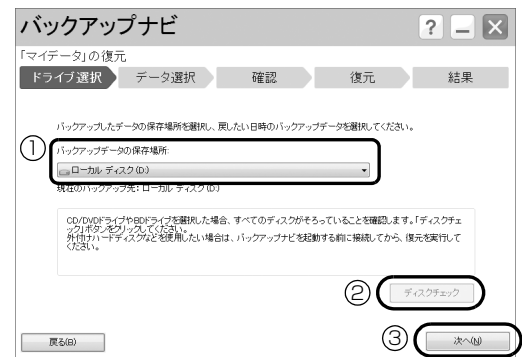 バックアップナビ
? – ×
「マイデータ」の復元
ドライブ選択 データ選択 確認 復元 結果
バックアップしたデータの保存場所を選択し、戻したい日時のバックアップデータを選択してください。
①
バックアップデータの保存場所:
ローカル ディスク (D:)
現在のバックアップ先 : ローカル ディスク (D:)
CD/DVDドライブやBDドライブを選択した場合、すべてのディスクがそろっていることを確認します。「ディスクチェ
ック」ボタンをクリックしてください。
外付けハードディスクなどを使用したい場合は、バックアップナビを起動する前に接続してから、復元を実行して
ください。
② ディスクチェック
戻る(B)
③ 次へ(N)